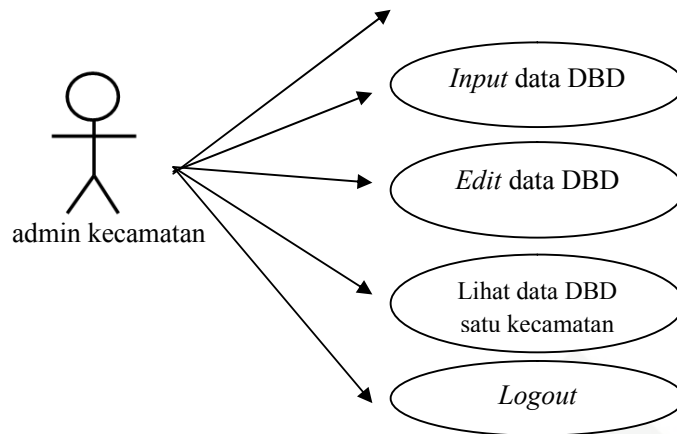 Input data DBD
Edit data DBD
admin kecamatan
Lihat data DBD
satu kecamatan
Logout